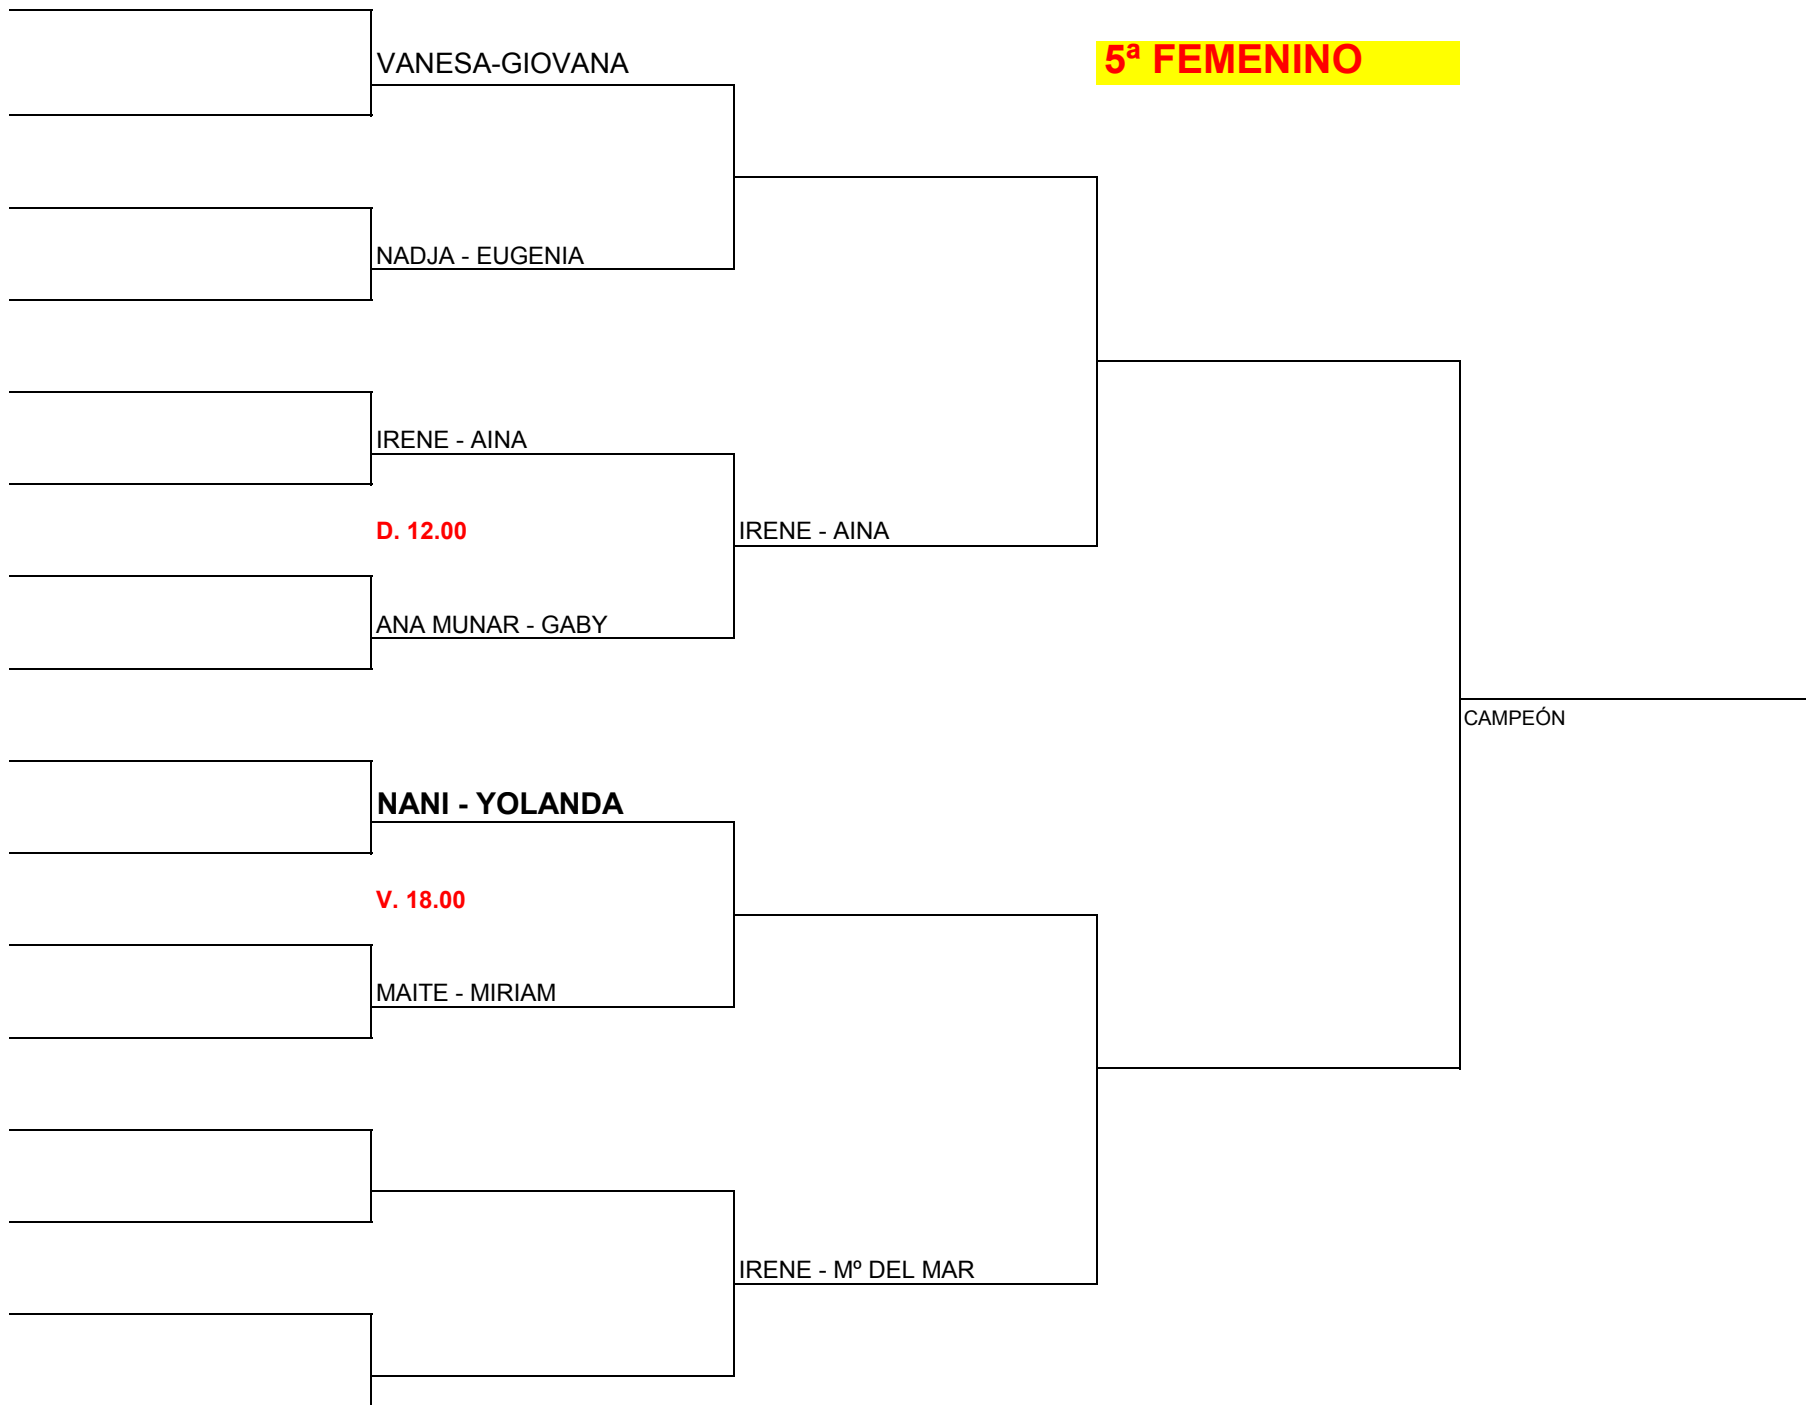 VANESA-GIOVANA
5ª FEMENINO
NADJA - EUGENIA
IRENE - AINA
D. 12.00
IRENE - AINA
ANA MUNAR - GABY
CAMPEÓN
NANI - YOLANDA
V. 18.00
MAITE - MIRIAM
IRENE - Mº DEL MAR